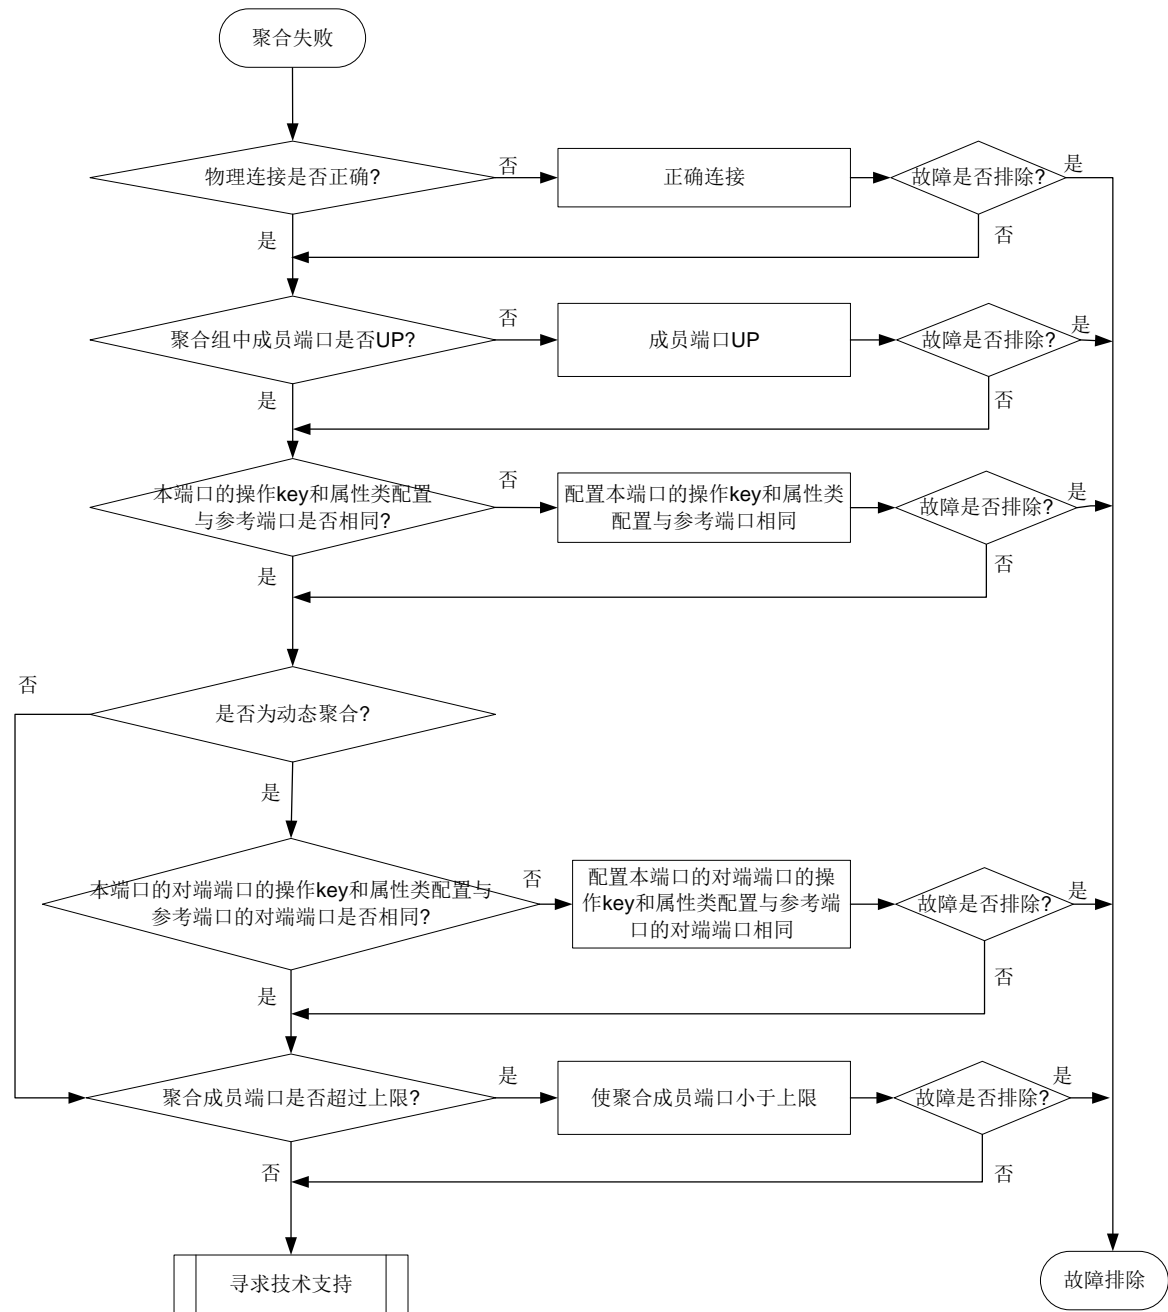 聚合失败
物理连接是否正确?
否
正确连接
故障是否排除?
是
是
否
聚合组中成员端口是否UP?
否
成员端口UP
故障是否排除?
是
是
否
本端口的操作key和属性类配置
与参考端口是否相同?
否
配置本端口的操作key和属性类
配置与参考端口相同
故障是否排除?
是
是
否
否
是否为动态聚合?
是
本端口的对端端口的操作key和属性类配置与
参考端口的对端端口是否相同?
否
配置本端口的对端端口的操
作key和属性类配置与参考端
口的对端端口相同
故障是否排除?
是
是
否
聚合成员端口是否超过上限?
是
使聚合成员端口小于上限
故障是否排除?
是
否
否
寻求技术支持
故障排除